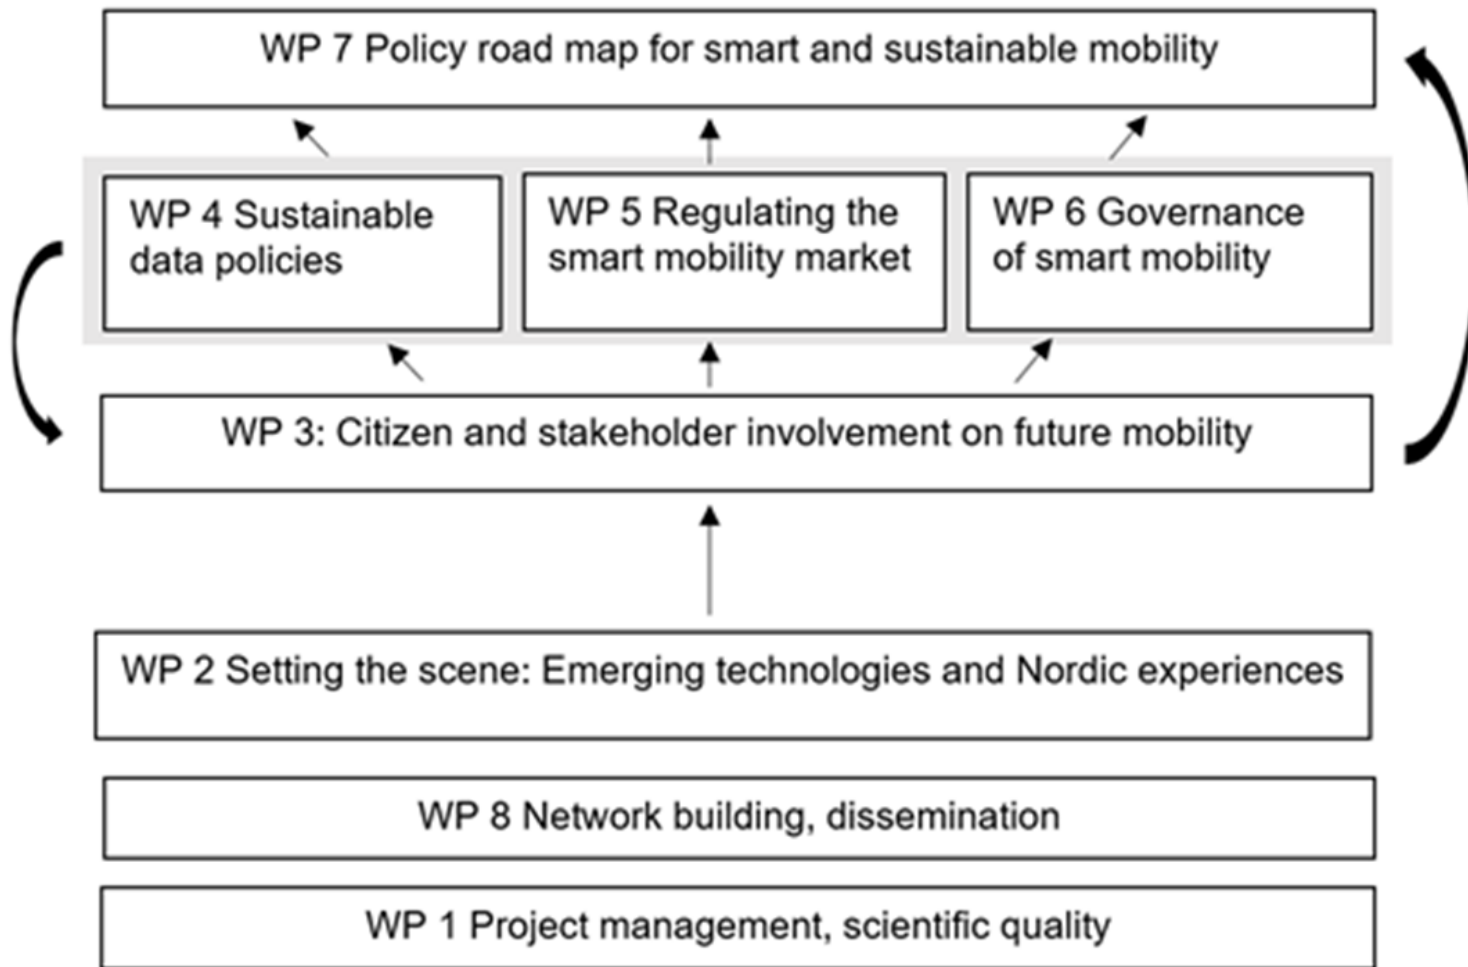 WP 7 Policy road map for smart and sustainable mobility
WP 4 Sustainable
data policies
WP 5 Regulating the
smart mobility market
WP 6 Governance
of smart mobility
WP 3: Citizen and stakeholder involvement on future mobility
WP 2 Setting the scene: Emerging technologies and Nordic experiences
WP 8 Network building, dissemination
WP 1 Project management, scientific quality